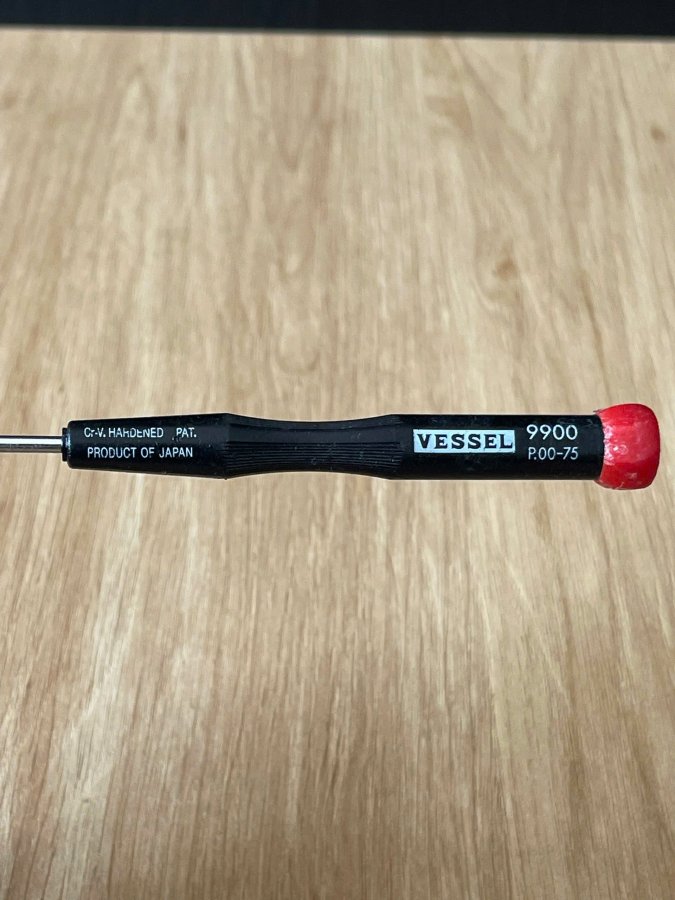 Cr-V. HARDENED PAT.
PRODUCT OF JAPAN
VESSEL
9900
P.00-75